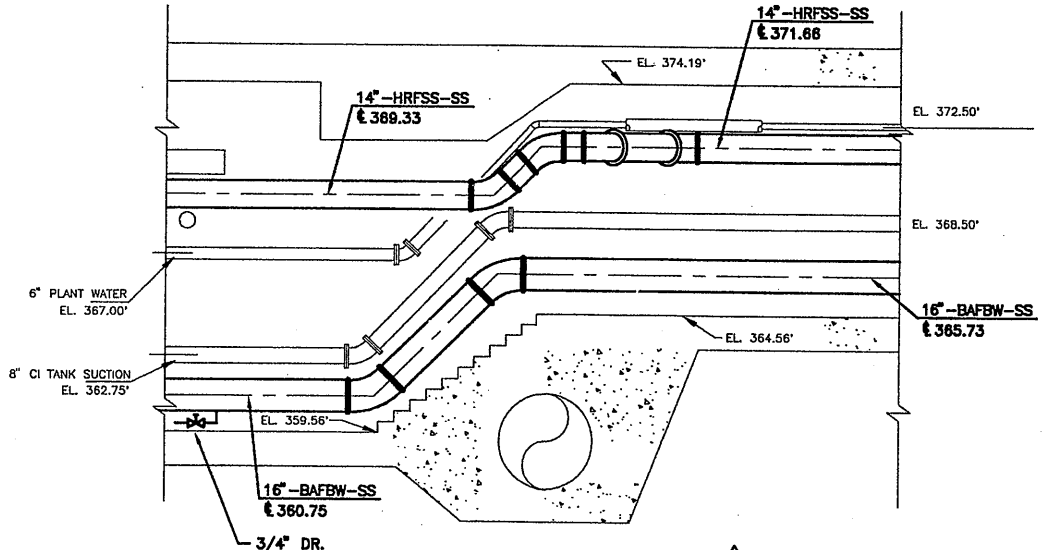 14"-HRFSS-SS
℄ 371.66
EL. 374.19'
14"-HRFSS-SS
℄ 369.33
EL. 372.50'
EL. 368.50'
6" PLANT WATER
EL. 367.00'
16"-BAFBW-SS
℄ 365.73
EL. 364.56'
8" CI TANK SUCTION
EL. 362.75'
EL. 359.56'
16"-BAFBW-SS
℄ 360.75
3/4" DR.